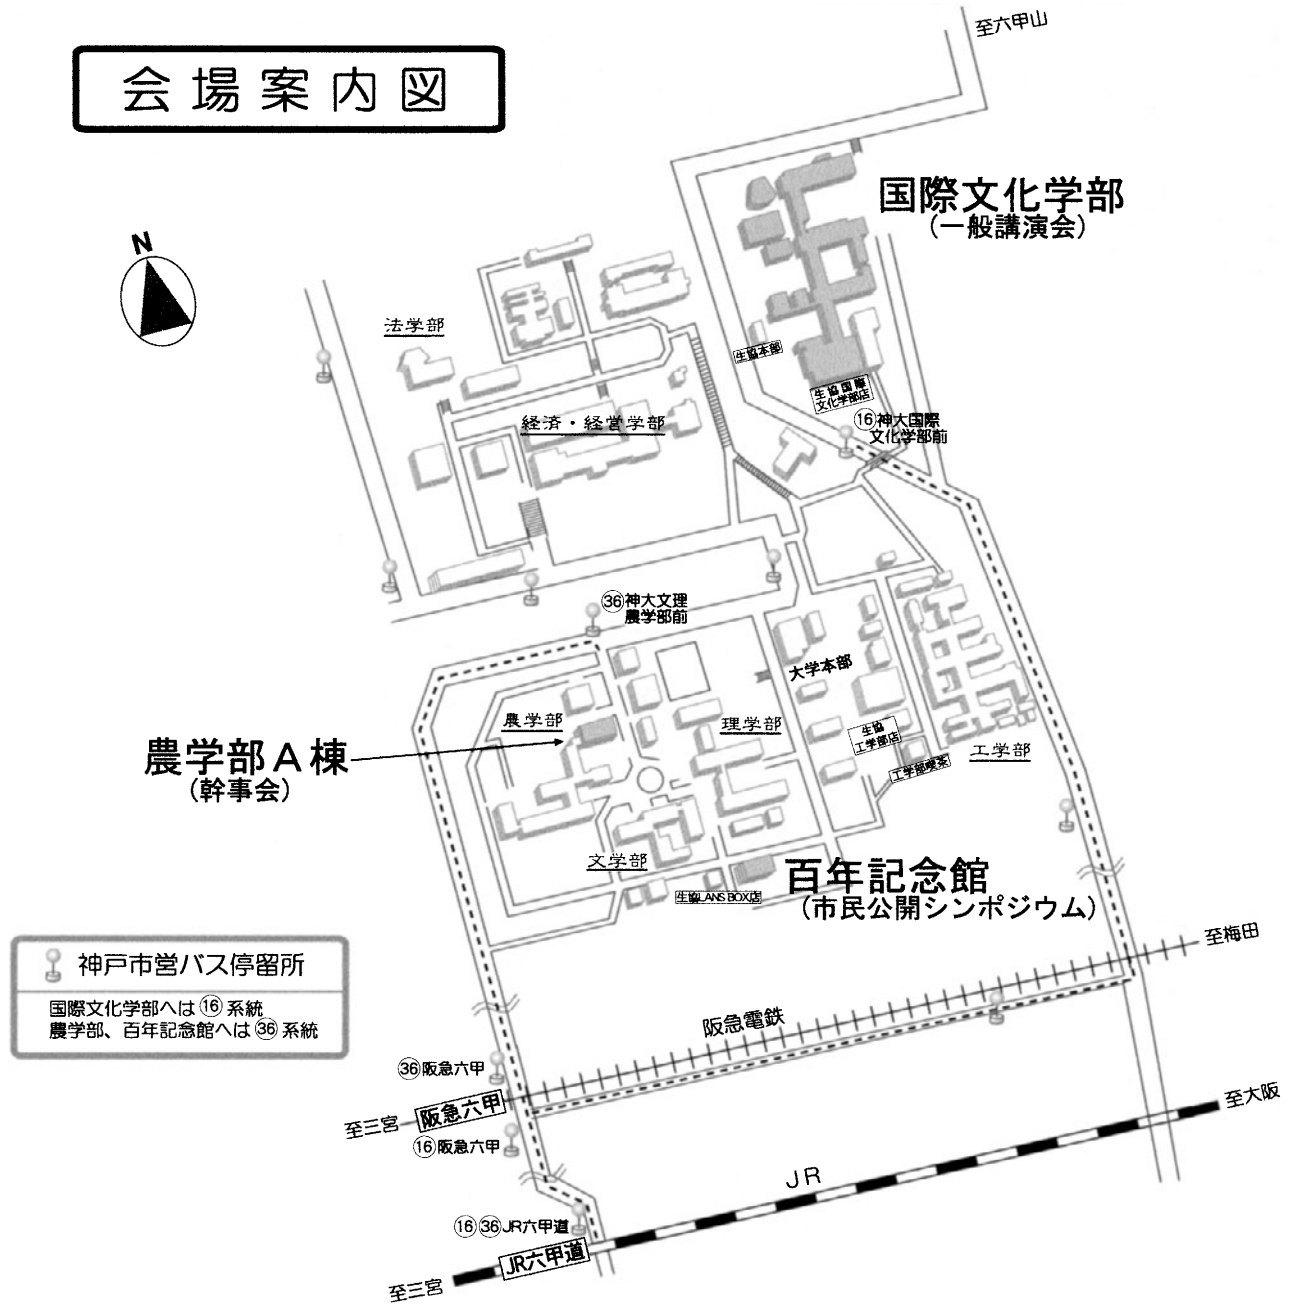 至六甲山
会場案内図
国際文化学部
(一般講演会)
N
法学部
生協本部
生協国際
文化学部店
経済・経営学部
⑯神大国際
文化学部前
㊱神大文理
農学部前
大学本部
農学部
理学部
生協
工学部店
工学部喫茶
工学部
農学部A棟
(幹事会)
文学部
生協LANS BOX店
百年記念館
(市民公開シンポジウム)
至梅田
神戸市営バス停留所
国際文化学部へは⑯系統
農学部、百年記念館へは㊱系統
阪急電鉄
㊱阪急六甲
至三宮
阪急六甲
至大阪
⑯阪急六甲
JR
⑯㊱JR六甲道
JR六甲道
至三宮